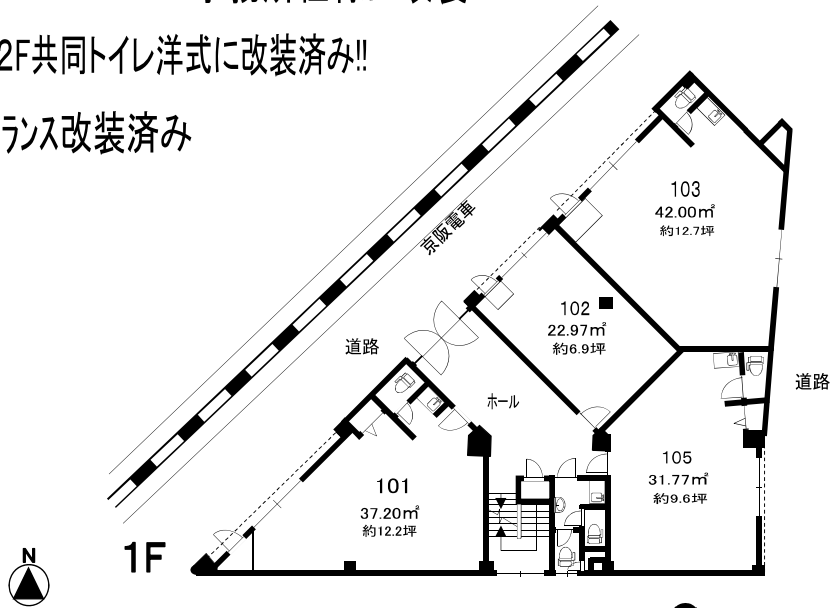 2F共同トイレ洋式に改装済み!!
ランス改装済み
京阪電車
103
42.00㎡
約12.7坪
102
22.97㎡
約6.9坪
道路
道路
ホール
105
31.77㎡
約9.6坪
101
37.20㎡
約12.2坪
1F
N